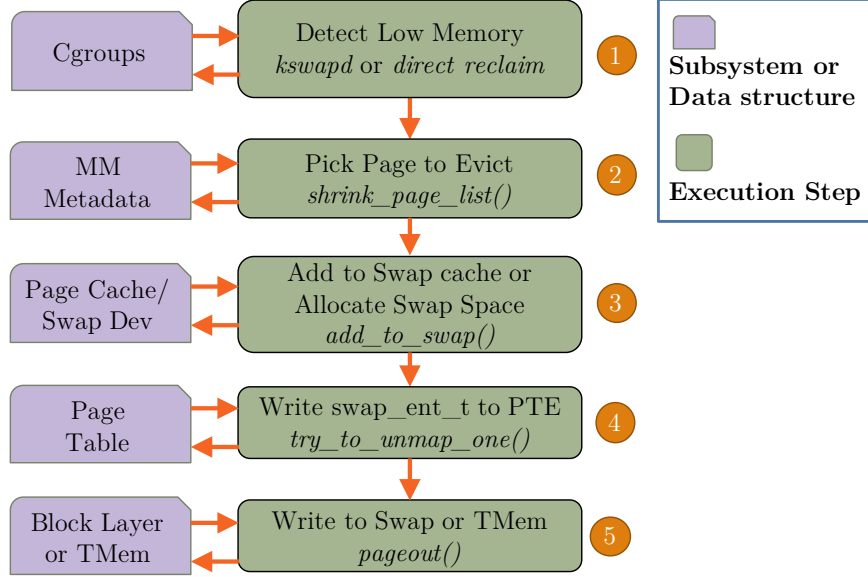 Cgroups
Detect Low Memory
kswapd or direct reclaim
1
MM
Metadata
Pick Page to Evict
shrink_page_list()
2
Page Cache/
Swap Dev
Add to Swap cache or
Allocate Swap Space
add_to_swap()
3
Page
Table
Write swap_ent_t to PTE
try_to_unmap_one()
4
Block Layer
or TMem
Write to Swap or TMem
pageout()
5
Subsystem or
Data structure
Execution Step